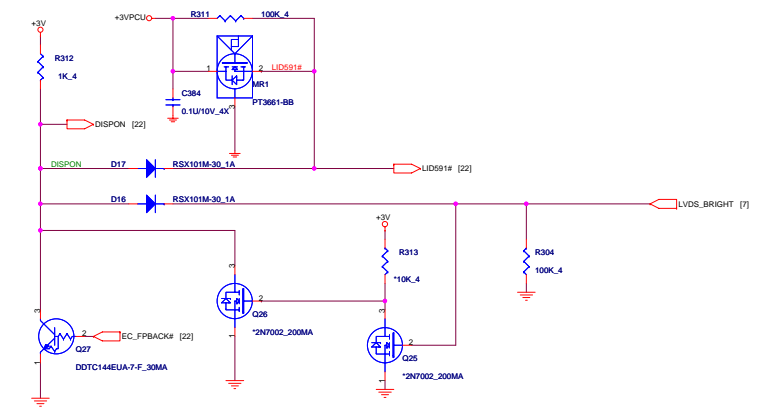 +3V
R312
1K_4
DISPON [22]
+3VPCU
R311
100K_4
1
2
LID591#
MR1
PT3661-BB
3
C384
0.1U/10V_4X
DISPON
D17
RSX101M-30_1A
LID591# [22]
D16
RSX101M-30_1A
LVDS_BRIGHT [7]
+3V
R313
*10K_4
R304
100K_4
3
2
Q26
*2N7002_200MA
1
3
2
Q25
*2N7002_200MA
1
3
2
EC_FPBACK# [22]
Q27
1
DDTC144EUA-7-F_30MA